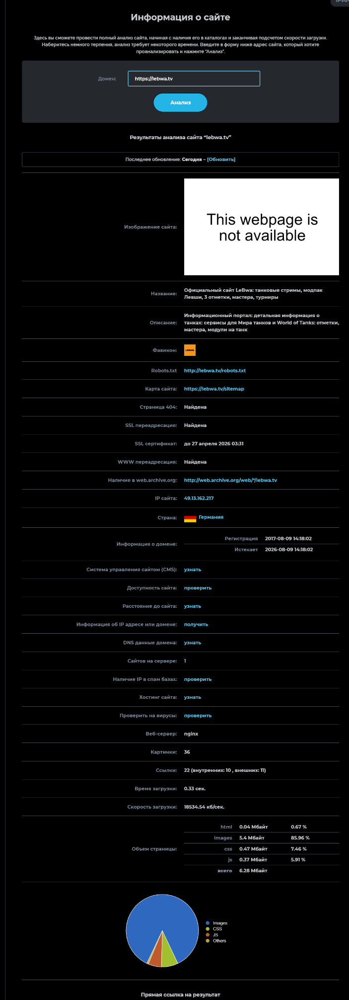 Информация о сайте
Здесь вы сможете провести полный анализ сайта, начиная с наличия его в каталогах и заканчивая подсчетом скорости загрузки.
Наберитесь немного терпения, анализ требует некоторого времени. Введите в форму ниже адрес сайта, который хотите
проанализировать и нажмите "Анализ".
Домен: https://lebwa.tv
Анализ
Результаты анализа сайта “lebwa.tv”
Последнее обновление: Сегодня – [Обновить]
Изображение сайта:
This webpage is
not available
Название:
Официальный сайт LeBwa: танковые стримы, модпак
Левши, 3 отметки, мастера, турниры
Описание:
Информационный портал: детальная информация о
танках: сервисы для Мира танков и World of Tanks: отметки,
мастера, модули на танк
Фавикон: LEBWA
Robots.txt http://lebwa.tv/robots.txt
Карта сайта: https://lebwa.tv/sitemap
Страница 404: Найдена
SSL переадресация: Найдена
SSL сертификат: до 27 апреля 2026 03:31
WWW переадресация: Найдена
Наличие в web.archive.org: http://web.archive.org/web/*/lebwa.tv
IP сайта: 49.13.162.217
Страна: Германия
Информация о домене:
Регистрация 2017-08-09 14:18:02
Истекает 2026-08-09 14:18:02
Система управления сайтом (CMS): узнать
Доступность сайта: проверить
Расстояние до сайта: узнать
Информация об IP адресе или домене: получить
DNS данные домена: узнать
Сайтов на сервере: 1
Наличие IP в спам базах: проверить
Хостинг сайта: узнать
Проверить на вирусы: проверить
Веб-сервер: nginx
Картинки: 36
Ссылки: 22 (внутренних: 10 , внешних: 11)
Время загрузки: 0.33 сек.
Скорость загрузки: 18534.54 кб/сек.
Объем страницы:
html 0.04 Мбайт 0.67 %
images 5.4 Мбайт 85.96 %
css 0.47 Мбайт 7.46 %
js 0.37 Мбайт 5.91 %
всего 6.28 Мбайт
Images
CSS
JS
Others
Прямая ссылка на результат